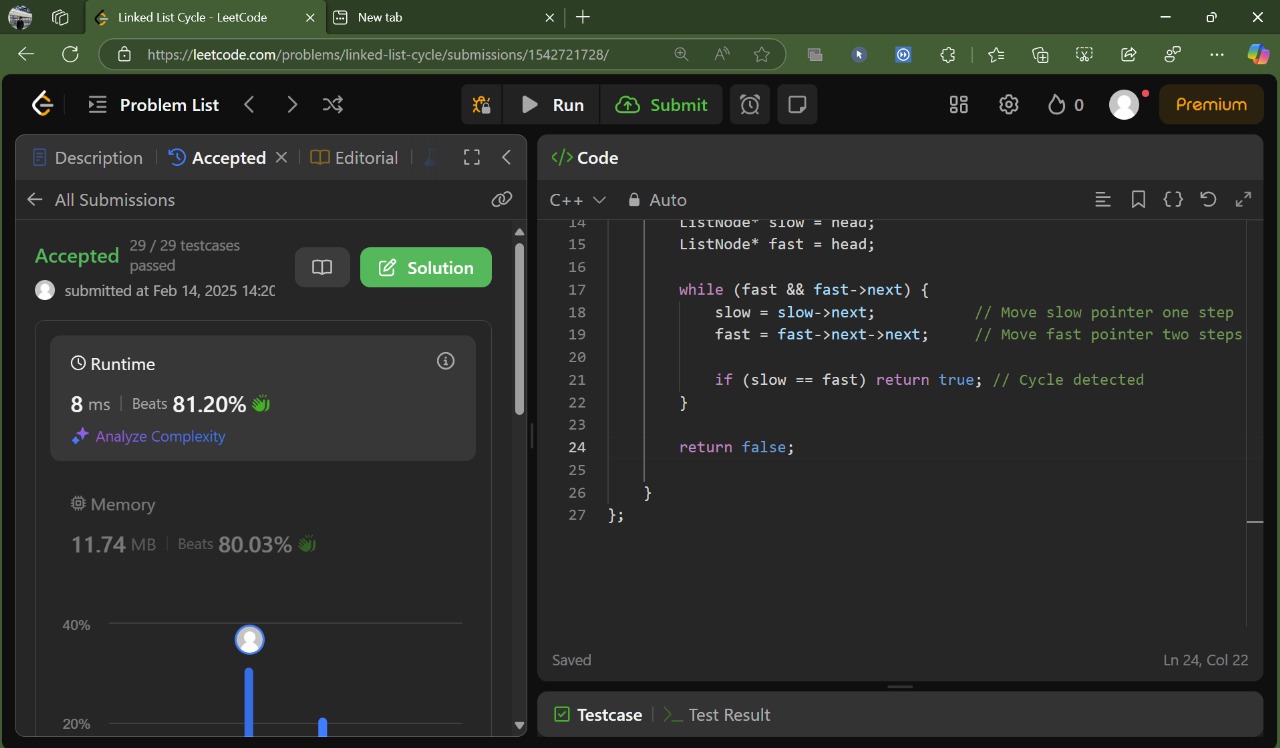 Linked List Cycle - LeetCode
New tab
https://leetcode.com/problems/linked-list-cycle/submissions/1542721728/
Problem List
Run
Submit
0
Premium
Description
Accepted
Editorial
All Submissions
Accepted
29 / 29 testcases
passed
submitted at Feb 14, 2025 14:20
Solution
Runtime
8 ms
Beats 81.20%
Analyze Complexity
Memory
11.74 MB
Beats 80.03%
40%
20%
</> Code
C++
Auto
14 ListNode* slow = head;
15 ListNode* fast = head;
16
17 while (fast && fast->next) {
18 slow = slow->next; // Move slow pointer one step
19 fast = fast->next->next; // Move fast pointer two steps
20
21 if (slow == fast) return true; // Cycle detected
22 }
23
24 return false;
25
26 }
27 };
Saved
Ln 24, Col 22
Testcase
Test Result